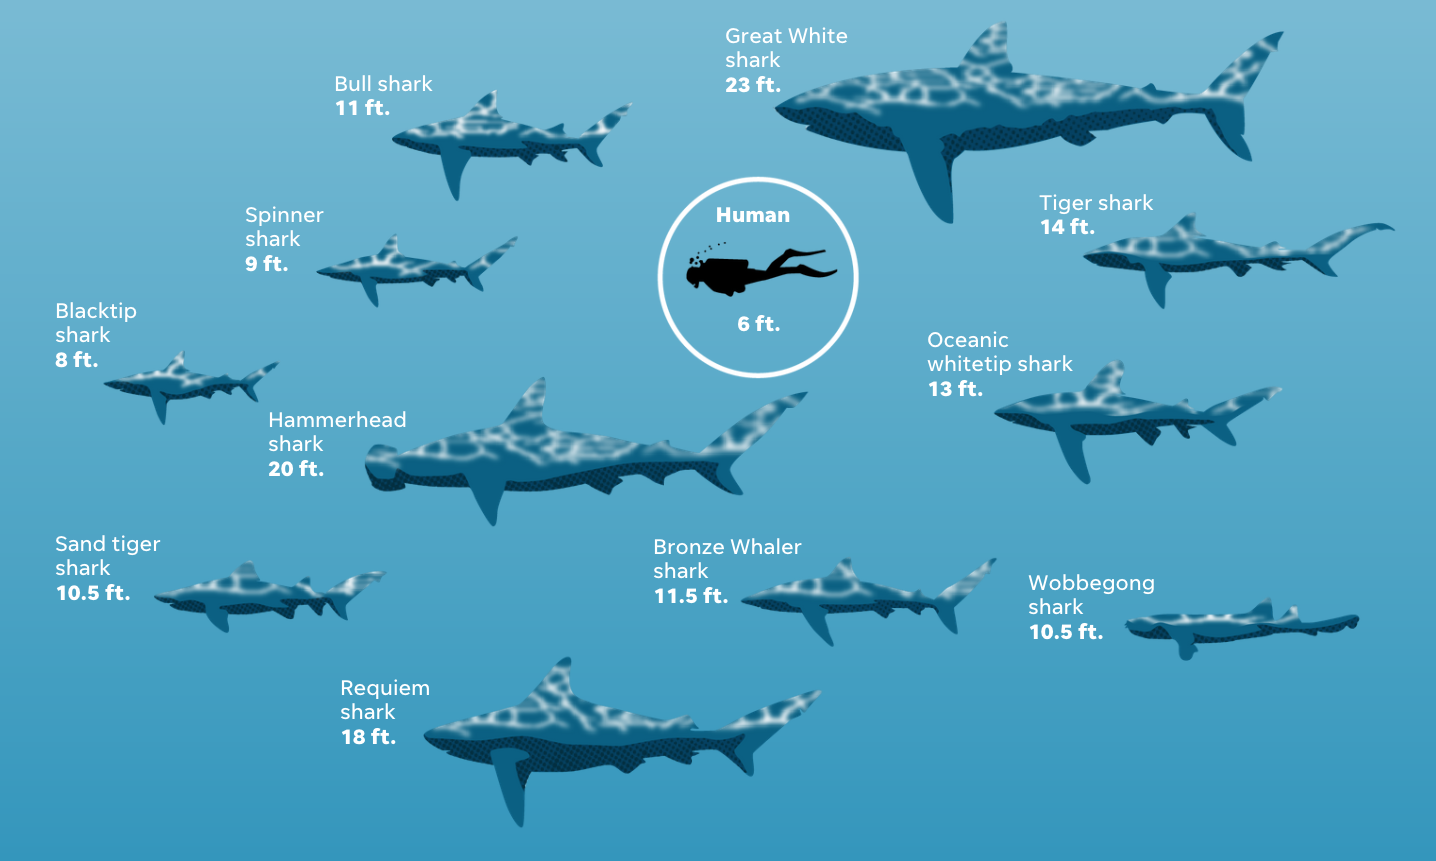 Great White
shark
23 ft.
Bull shark
11 ft.
Human
6 ft.
Tiger shark
14 ft.
Spinner
shark
9 ft.
Blacktip
shark
8 ft.
Oceanic
whitetip shark
13 ft.
Hammerhead
shark
20 ft.
Sand tiger
shark
10.5 ft.
Bronze Whaler
shark
11.5 ft.
Wobbegong
shark
10.5 ft.
Requiem
shark
18 ft.